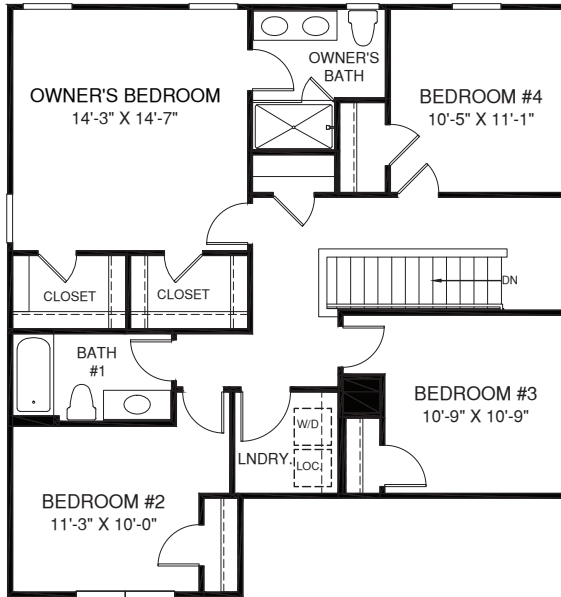 OWNER'S
BATH
OWNER'S BEDROOM
14'-3" X 14'-7"
BEDROOM #4
10'-5" X 11'-1"
CLOSET
CLOSET
DN
BATH
#1
BEDROOM #3
10'-9" X 10'-9"
W/D
LNDRY.
LOC.
BEDROOM #2
11'-3" X 10'-0"